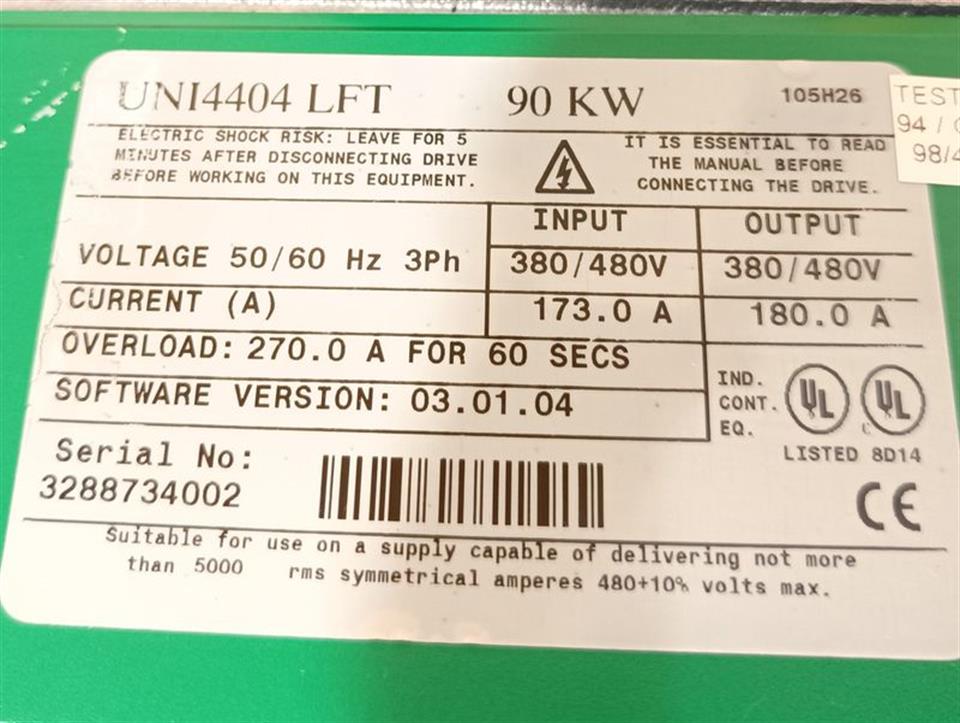 UNI4404 LFT 90 KW 105H26
TEST
94 /
98/4
ELECTRIC SHOCK RISK: LEAVE FOR 5
MINUTES AFTER DISCONNECTING DRIVE
BEFORE WORKING ON THIS EQUIPMENT.
IT IS ESSENTIAL TO READ
THE MANUAL BEFORE
CONNECTING THE DRIVE.
INPUT OUTPUT
VOLTAGE 50/60 Hz 3Ph 380/480V 380/480V
CURRENT (A) 173.0 A 180.0 A
OVERLOAD: 270.0 A FOR 60 SECS
SOFTWARE VERSION: 03.01.04
IND.
CONT.
EQ.
UL UL
LISTED 8D14
Serial No:
3288734002
CE
Suitable for use on a supply capable of delivering not more
than 5000 rms symmetrical amperes 480+10% volts max.